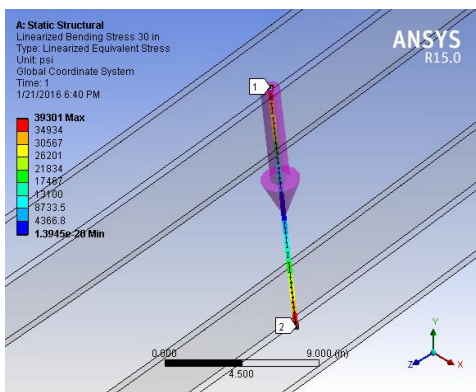 A: Static Structural
Linearized Bending Stress 30 in
Type: Linearized Equivalent Stress
Unit: psi
Global Coordinate System
Time: 1
1/21/2016 6:40 PM
ANSYS
R15.0
39301 Max
34934
30567
26201
21834
17467
13100
8733.5
4366.8
1.3945e-20 Min
1
2
0.000
9.000 (in)
4.500
Y
Z
X